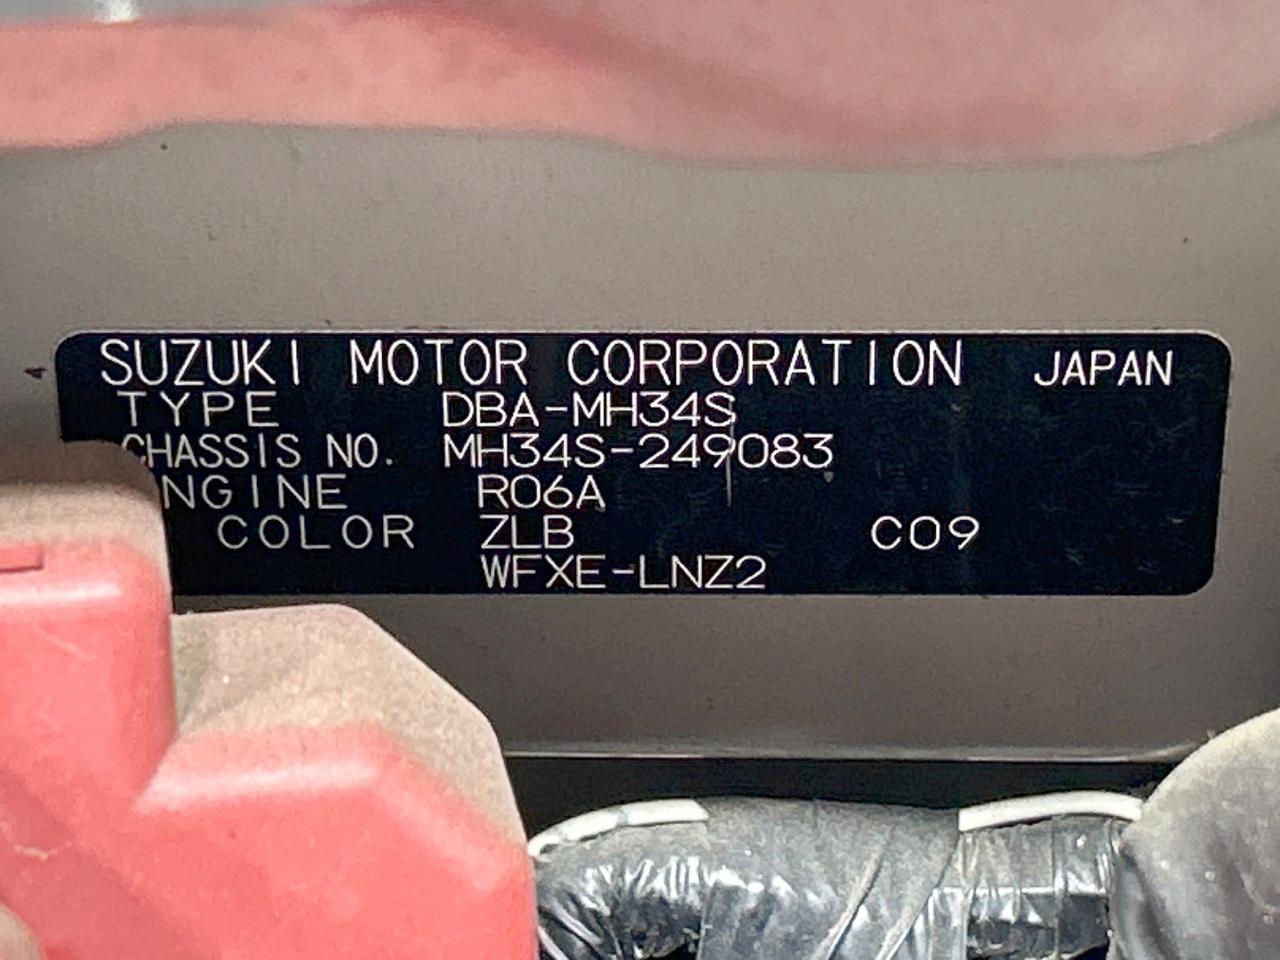 SUZUKI MOTOR CORPORATION JAPAN
TYPE DBA-MH34S
CHASSIS NO. MH34S-249083
NGINE R06A
COLOR ZLB C09
WFXE-LNZ2